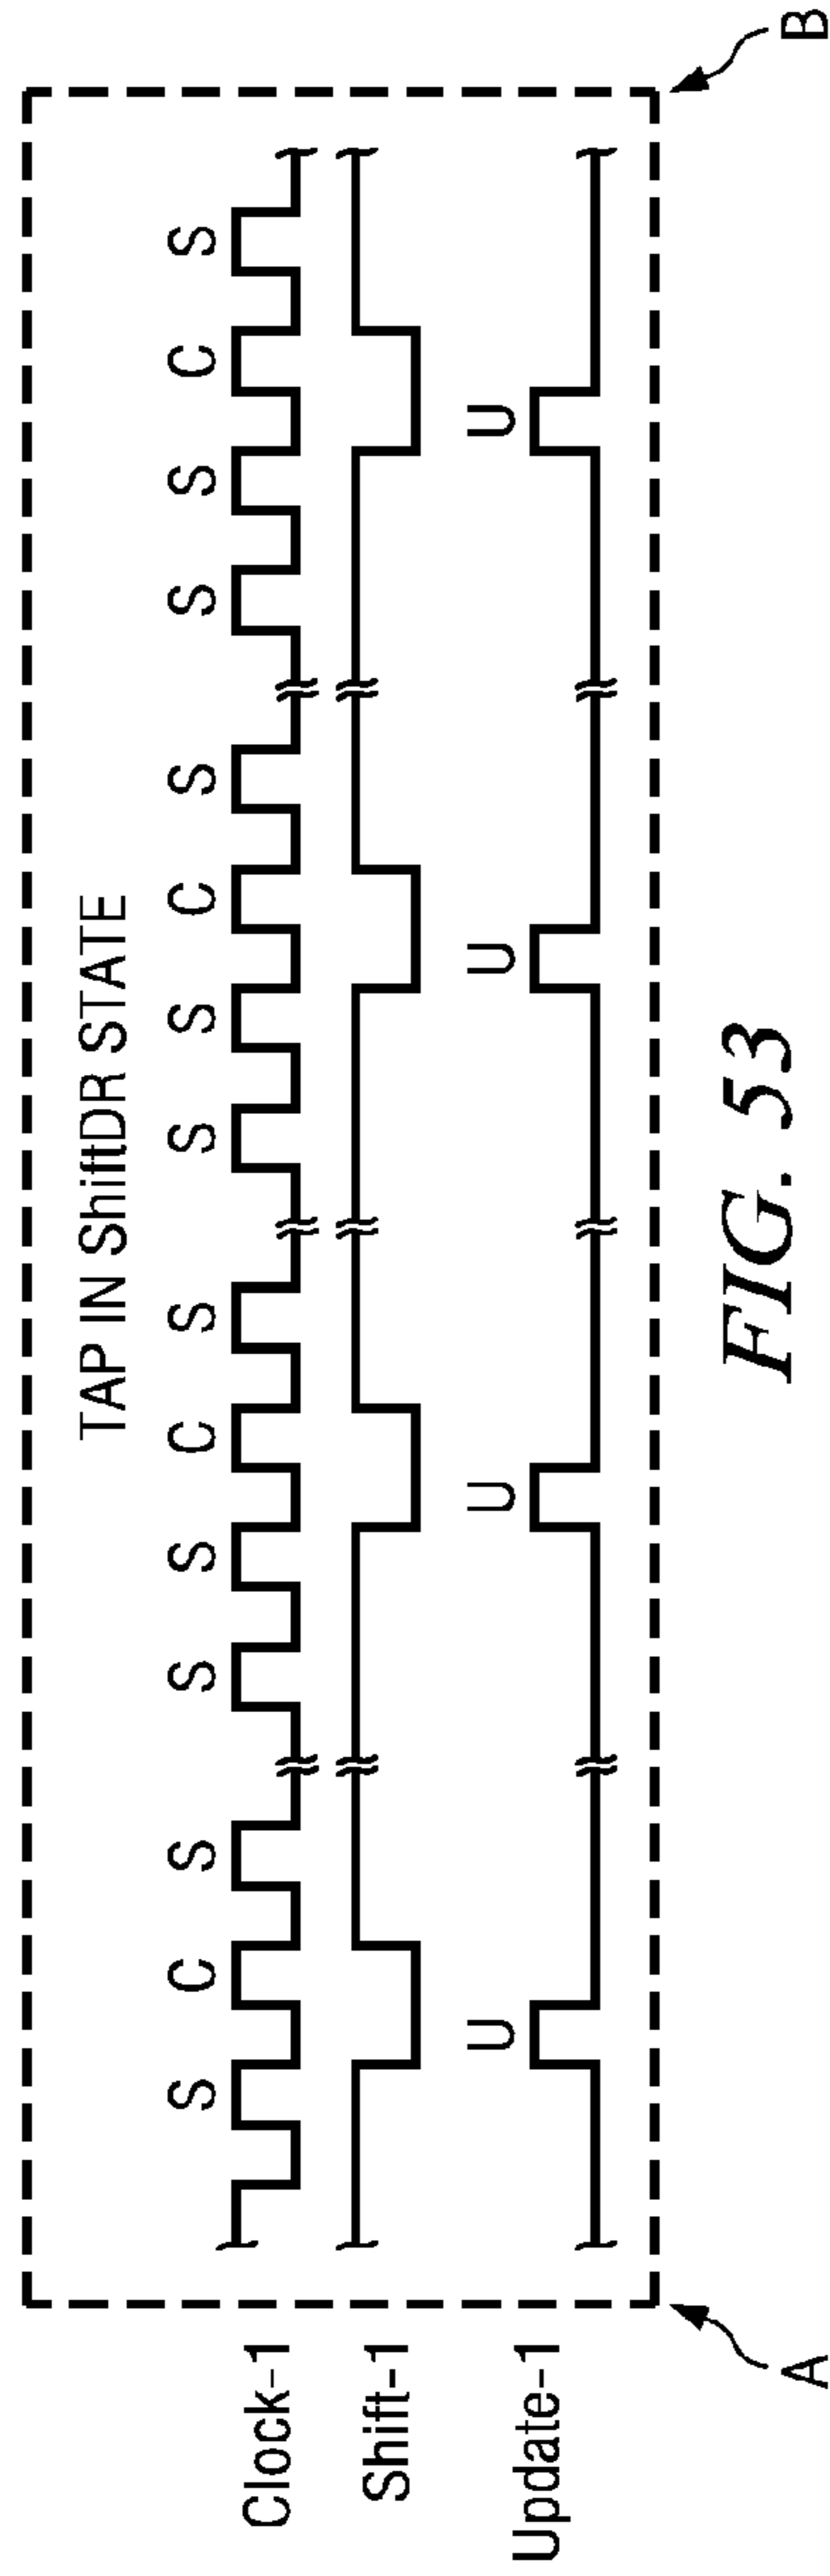 TAP IN ShiftDR STATE
S C S S S C S S S C S S S C S
Clock-1
Shift-1
U U U U
Update-1
A B
FIG. 53